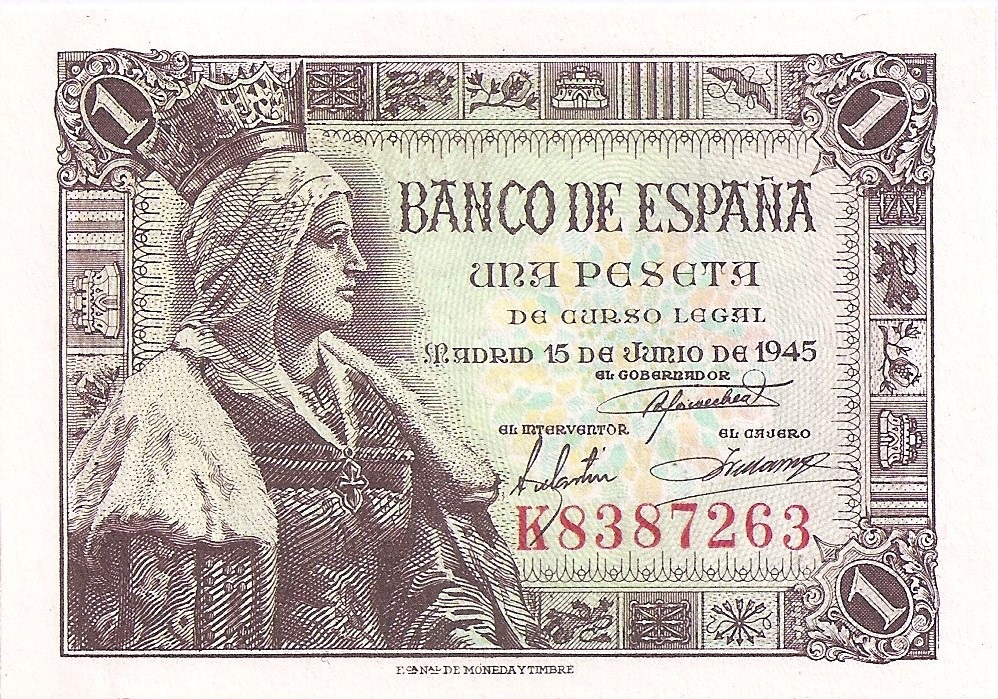 1
1
BANCO DE ESPAÑA
UNA PESETA
DE CURSO LEGAL
MADRID 15 DE JUNIO DE 1945
EL GOBERNADOR
EL INTERVENTOR EL CAJERO
K8387263
1
F.CA NAL DE MONEDA Y TIMBRE